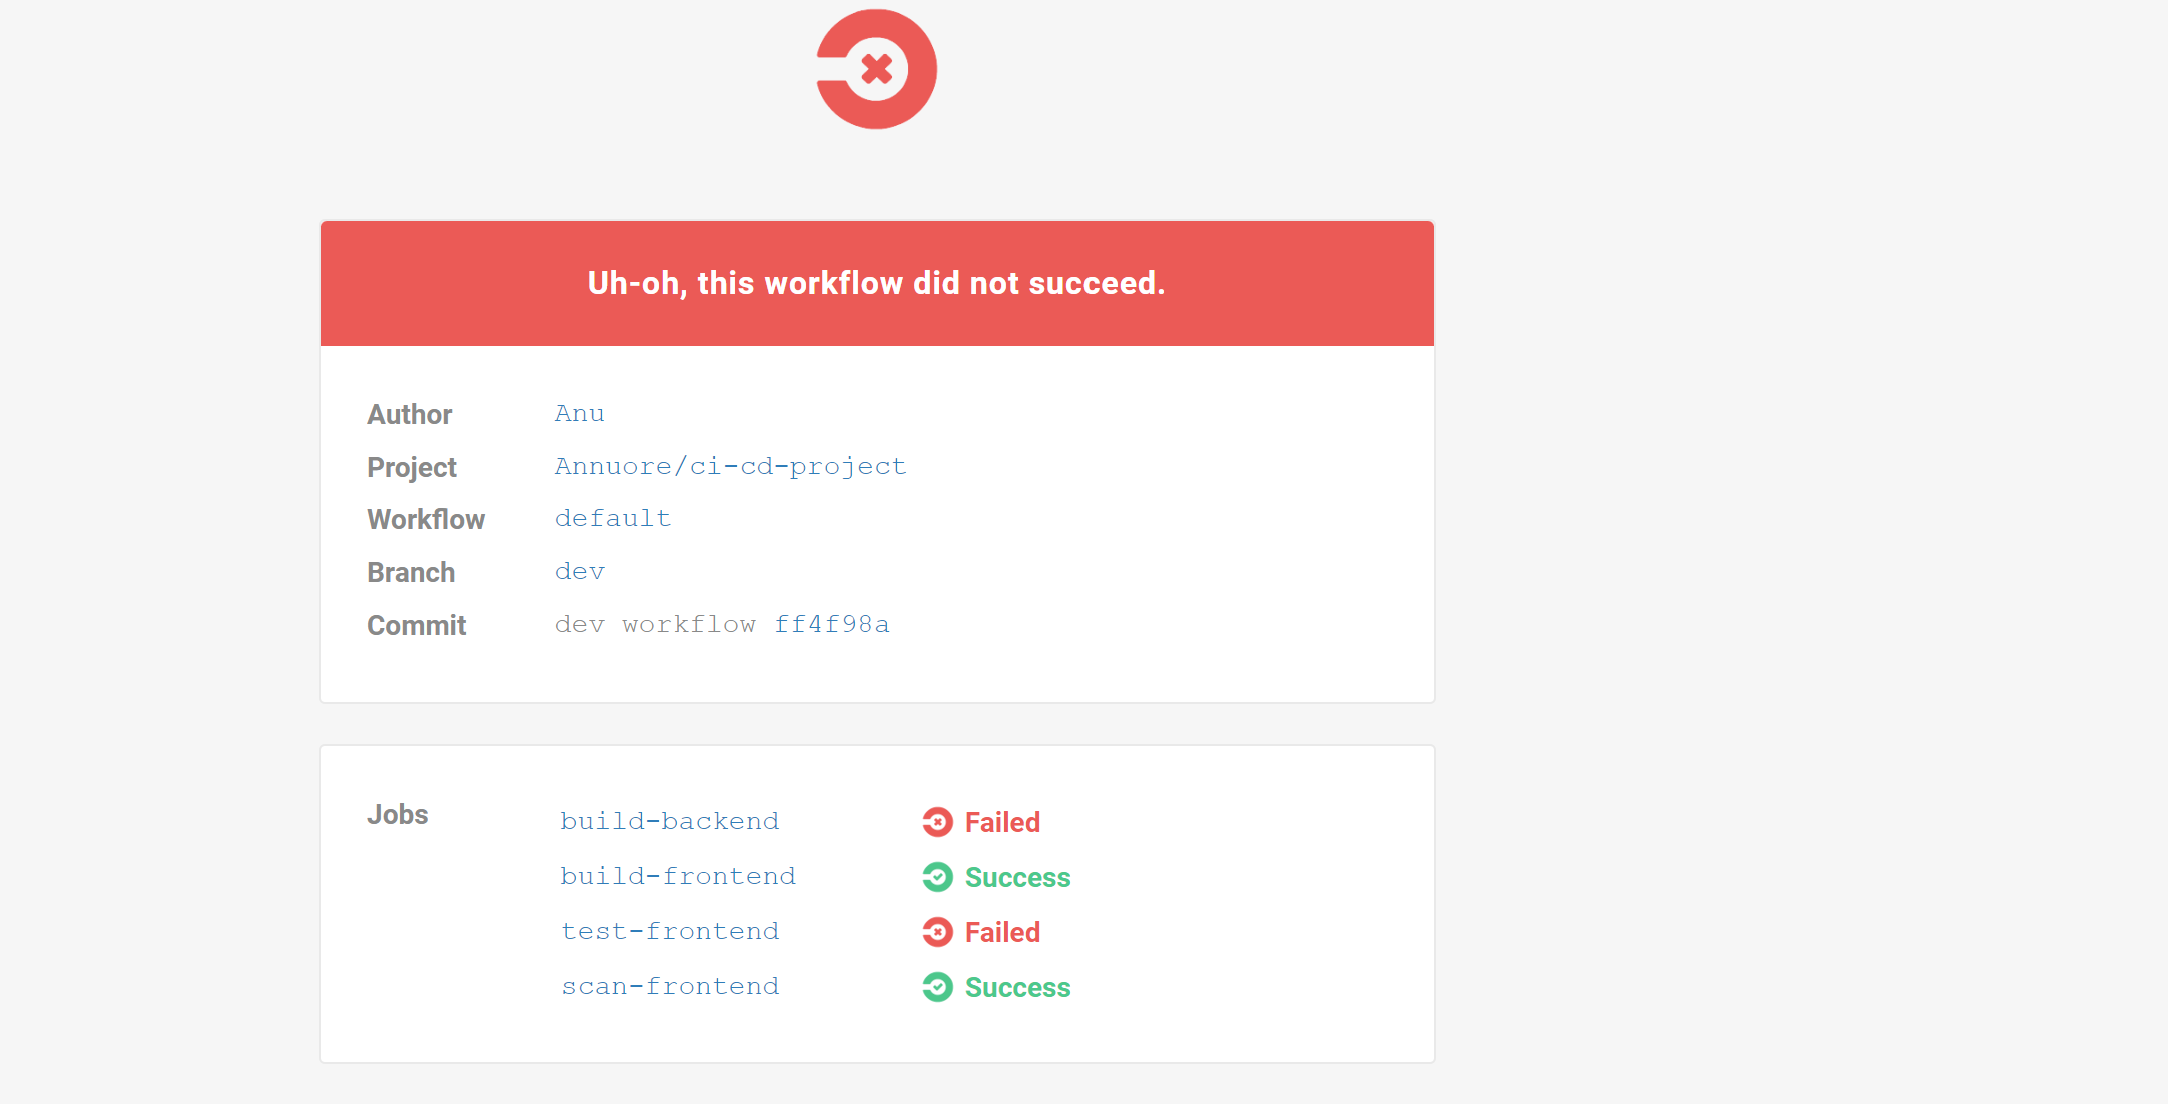 Uh-oh, this workflow did not succeed.
Author Anu
Project Annuore/ci-cd-project
Workflow default
Branch dev
Commit dev workflow ff4f98a
Jobs build-backend Failed
build-frontend Success
test-frontend Failed
scan-frontend Success